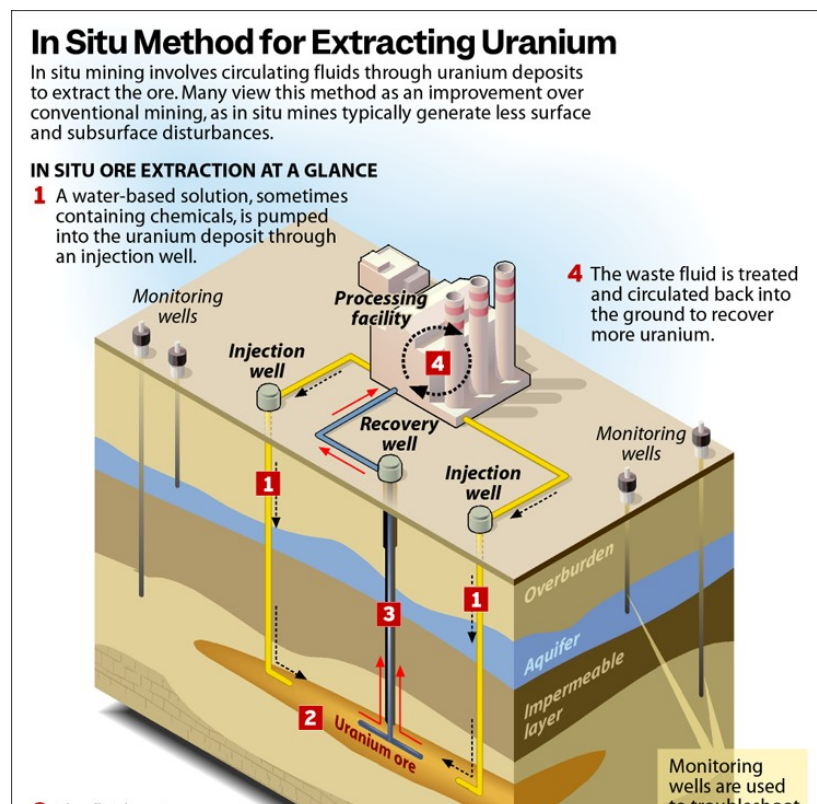 In Situ Method for Extracting Uranium
In situ mining involves circulating fluids through uranium deposits
to extract the ore. Many view this method as an improvement over
conventional mining, as in situ mines typically generate less surface
and subsurface disturbances.
IN SITU ORE EXTRACTION AT A GLANCE
1 A water-based solution, sometimes
containing chemicals, is pumped
into the uranium deposit through
an injection well.
4 The waste fluid is treated
and circulated back into
the ground to recover
more uranium.
Monitoring
wells
Processing
facility
4
Injection
well
Recovery
well
Injection
well
Monitoring
wells
1
3
1
2
Uranium ore
Overburden
Aquifer
Impermeable
layer
Monitoring
wells are used
to troubleshoot